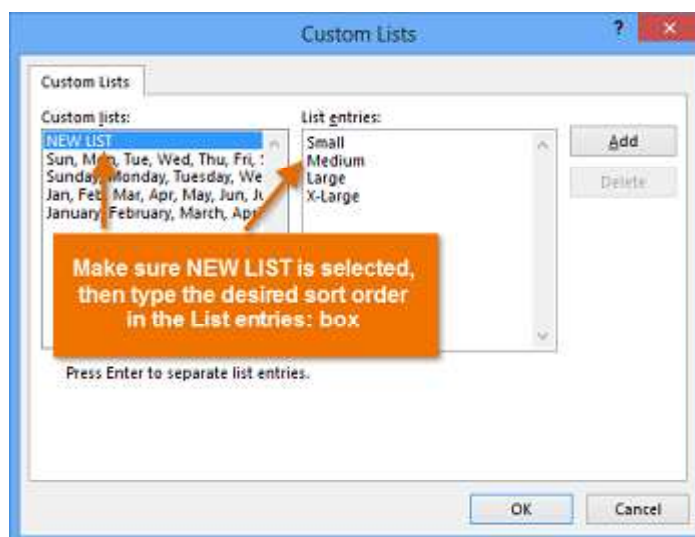 Custom Lists
?
Custom Lists
Custom lists:
NEW LIST
Sun, Mon, Tue, Wed, Thu, Fri,
Sunday, Monday, Tuesday, We
Jan, Feb, Mar, Apr, May, Jun, Ju
January, February, March, Apr
List entries:
Small
Medium
Large
X-Large
Add
Delete
Make sure NEW LIST is selected,
then type the desired sort order
in the List entries: box
Press Enter to separate list entries.
OK
Cancel